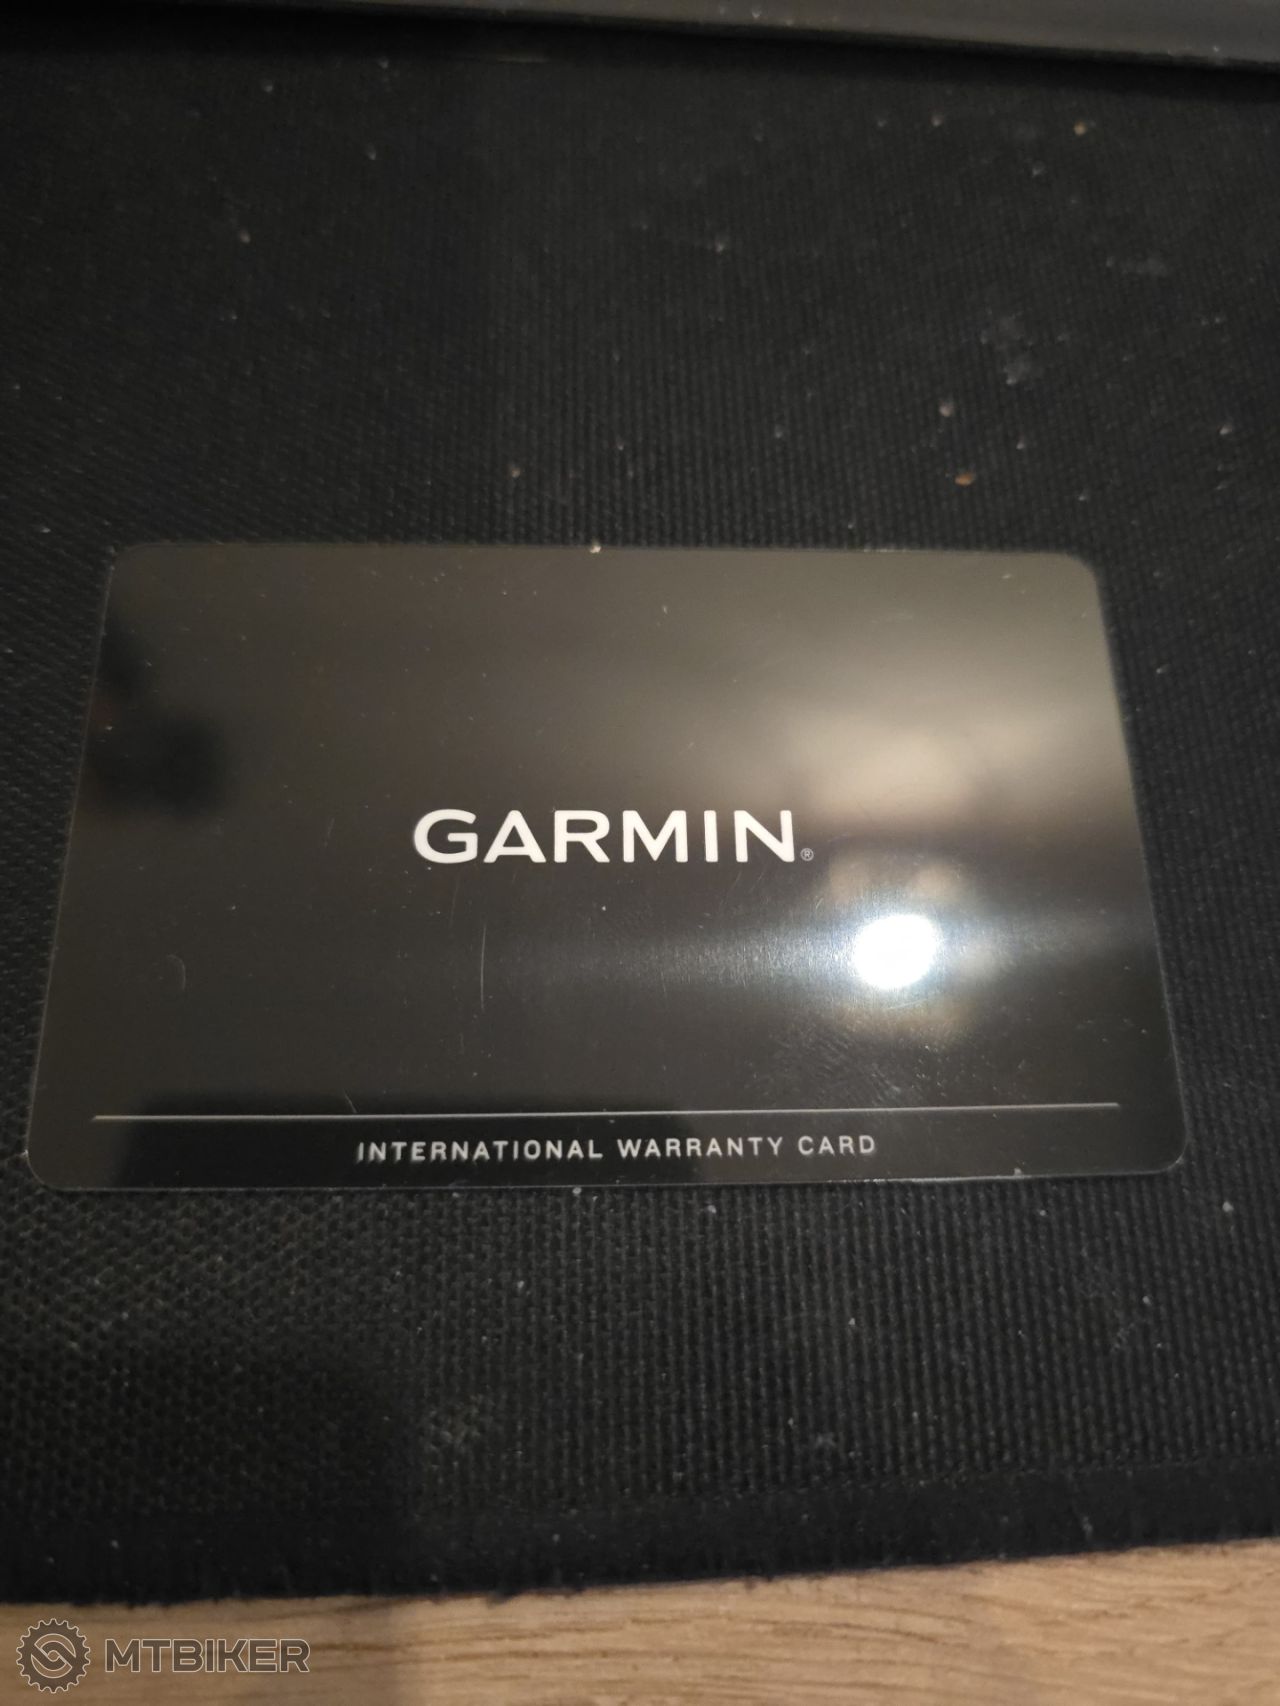 GARMIN®
INTERNATIONAL WARRANTY CARD
MTBIKER